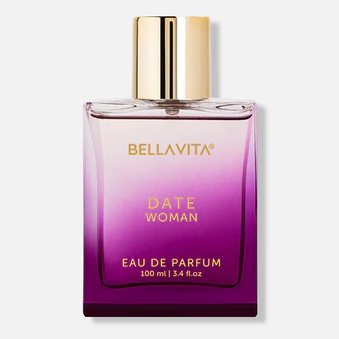 BELLAVITA®
DATE
WOMAN
EAU DE PARFUM
100 ml | 3.4 fl.oz